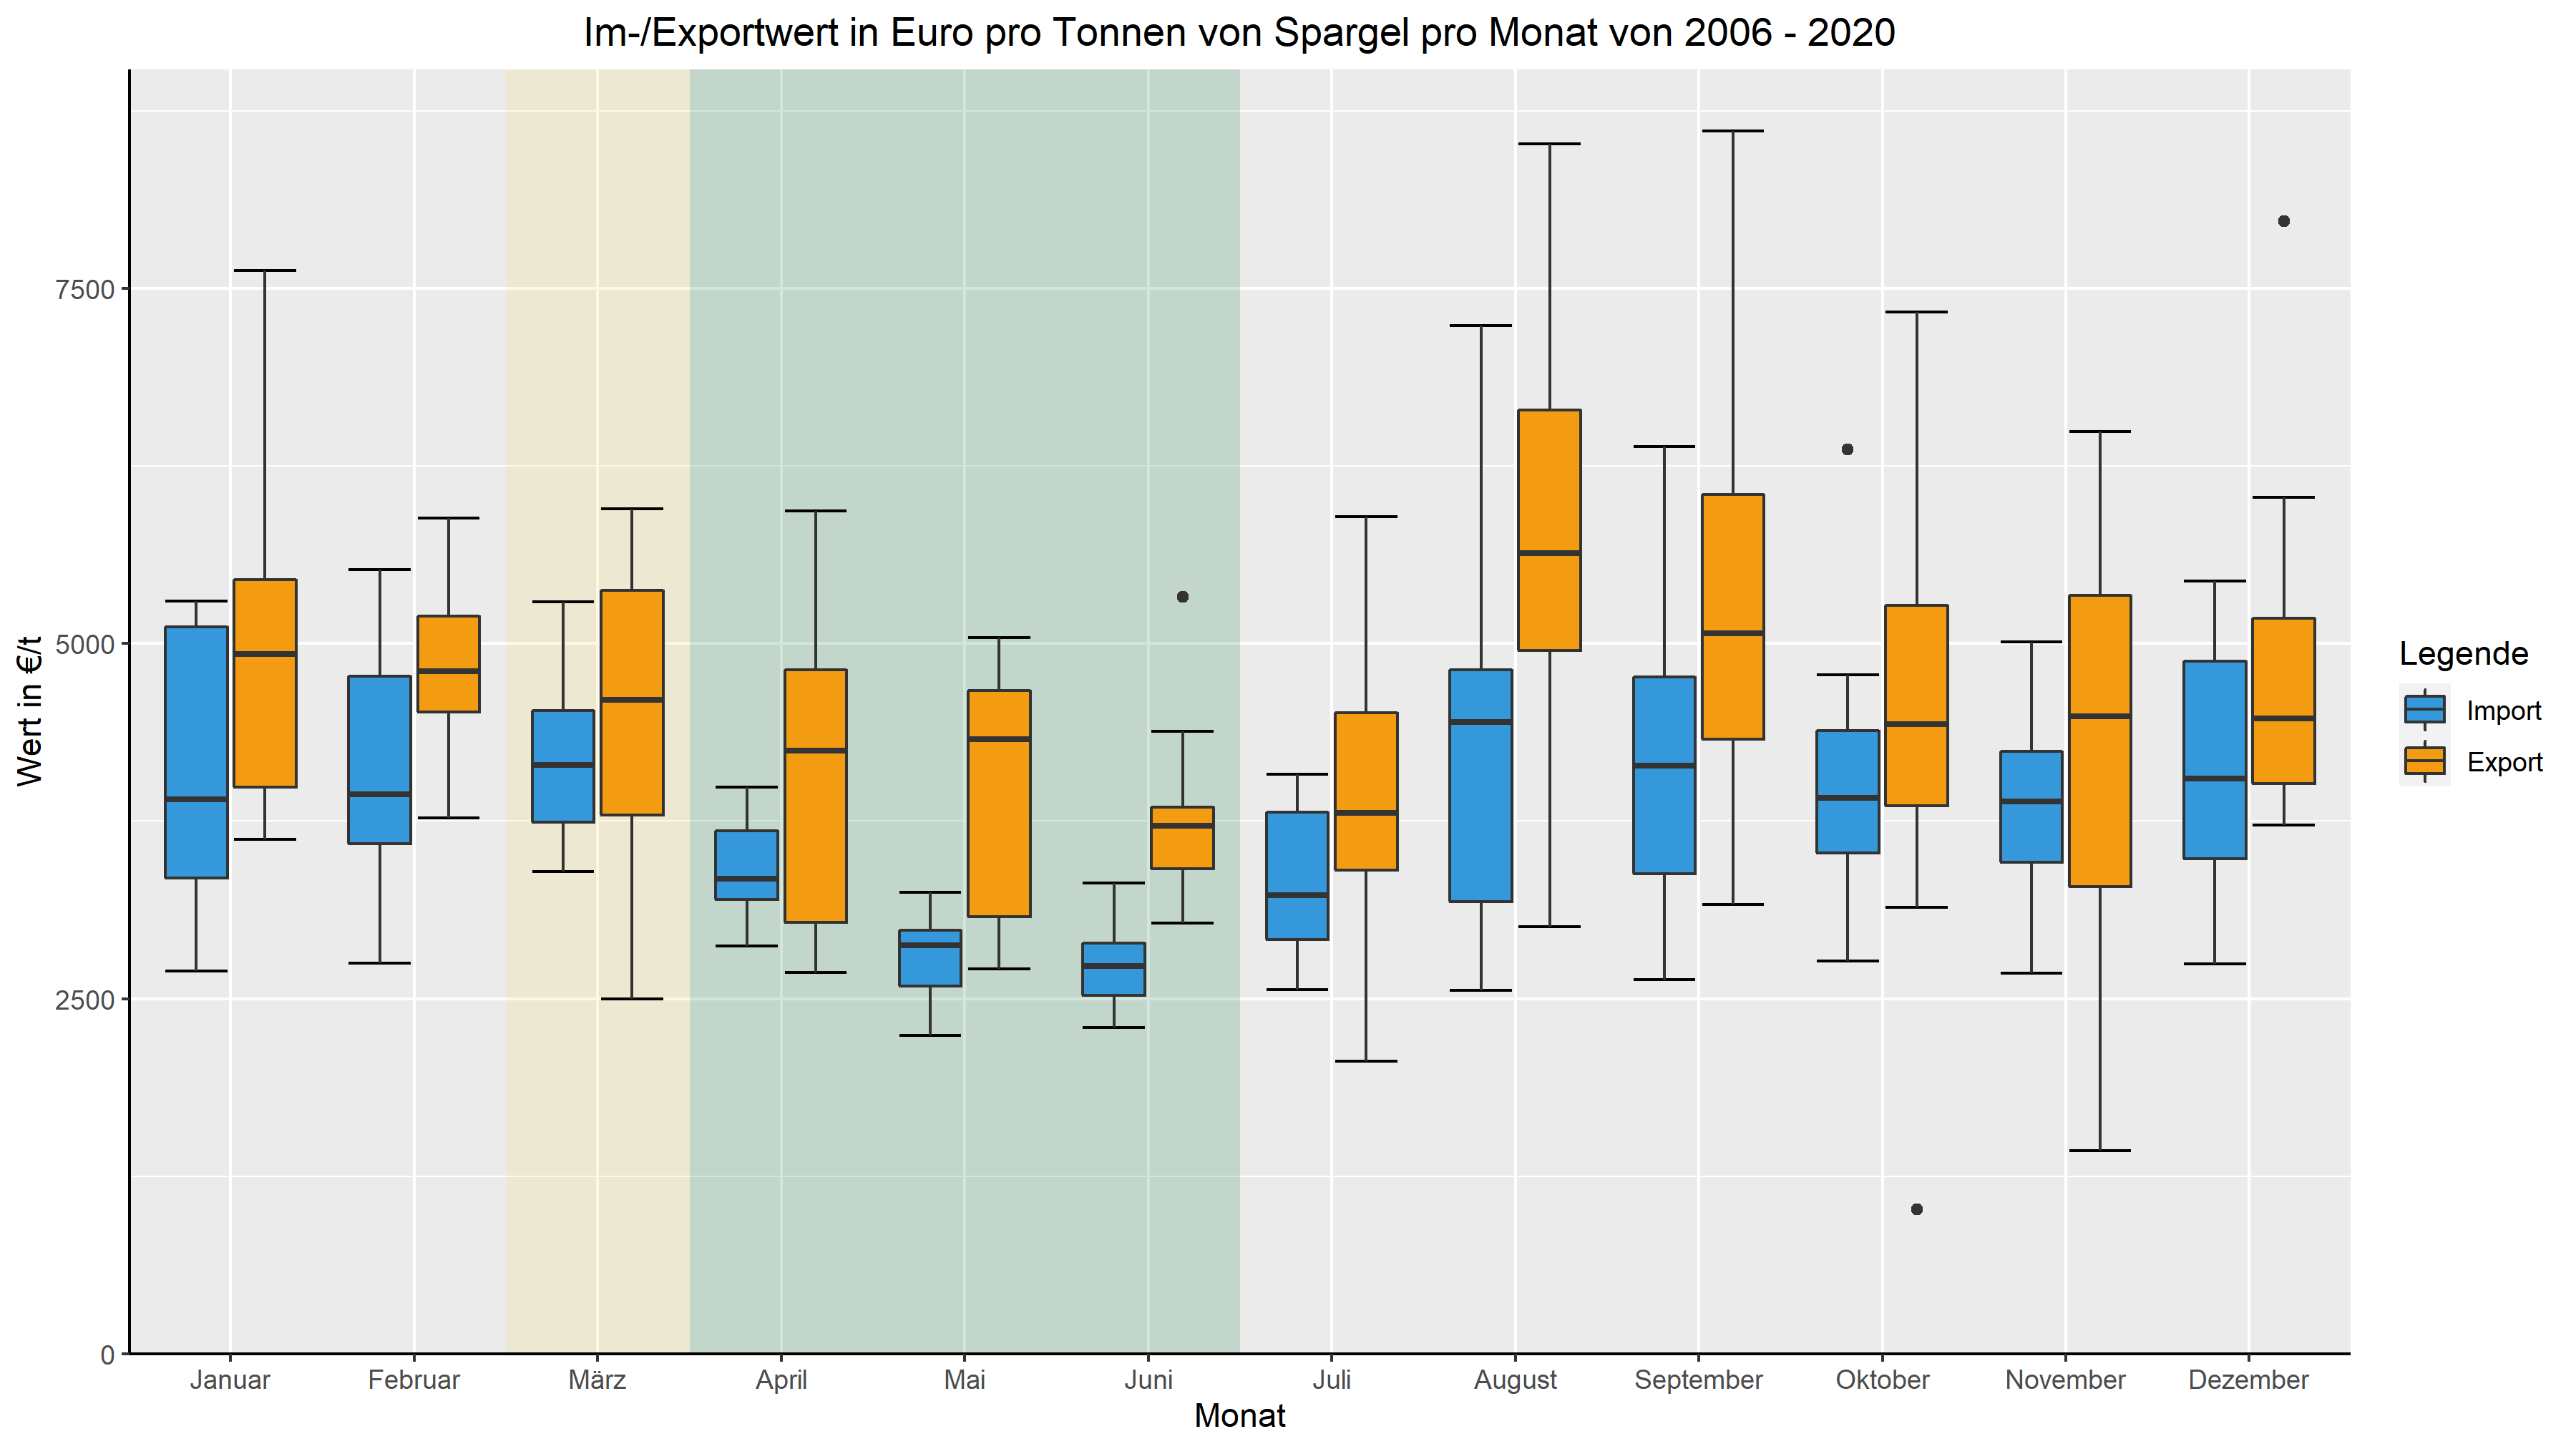 Im-/Exportwert in Euro pro Tonnen von Spargel pro Monat von 2006 - 2020
Wert in €/t
7500
5000
2500
0
Januar Februar März April Mai Juni Juli August September Oktober November Dezember
Monat
Legende
Import
Export